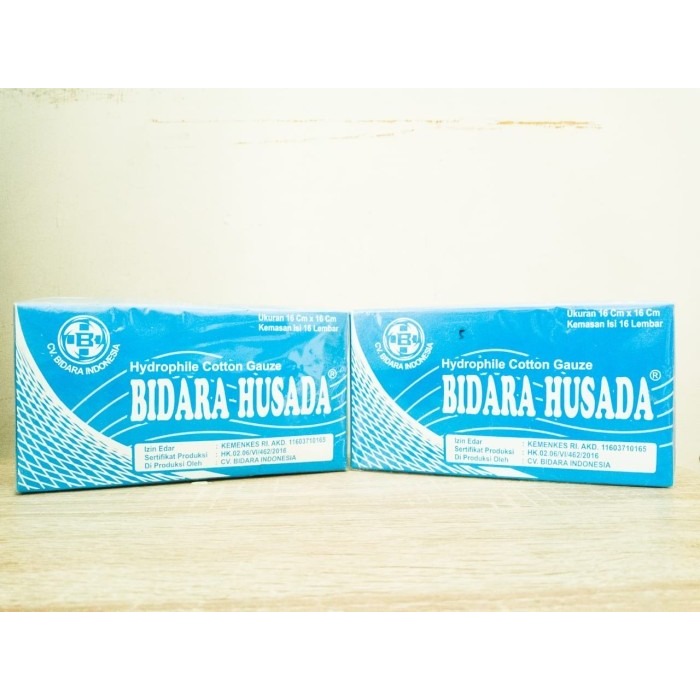 Ukuran 16 Cm x 16 Cm
Kemasan Isi 16 Lembar
B
CV. BIDARA INDONESIA
Hydrophile Cotton Gauze
BIDARA HUSADA®
Izin Edar : KEMENKES RI. AKD. 11603710165
Sertifikat Produksi : HK.02.06/VI/462/2016
Di Produksi Oleh : CV. BIDARA INDONESIA
Ukuran 16 Cm x 16 Cm
Kemasan Isi 16 Lembar
B
CV. BIDARA INDONESIA
Hydrophile Cotton Gauze
BIDARA HUSADA®
Izin Edar : KEMENKES RI. AKD. 11603710165
Sertifikat Produksi : HK.02.06/VI/462/2016
Di Produksi Oleh : CV. BIDARA INDONESIA